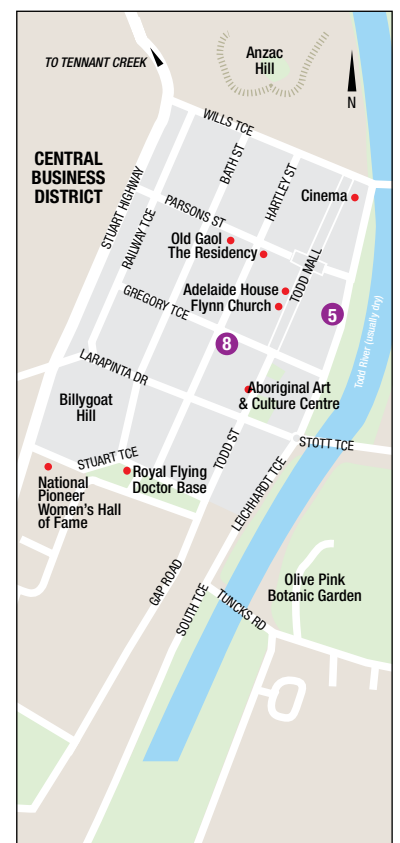 TO TENNANT CREEK
Anzac
Hill
N
WILLS TCE
CENTRAL
BUSINESS
DISTRICT
STUART HIGHWAY
BATH ST
HARTLEY ST
Cinema
PARSONS ST
RAILWAY TCE
Old Gaol
The Residency
TODD MALL
Adelaide House
Flynn Church
GREGORY TCE
5
8
Todd River (usually dry)
LARAPINTA DR
Aboriginal Art
& Culture Centre
Billygoat
Hill
TODD ST
STOTT TCE
STUART TCE
LEICHHARDT TCE
National
Pioneer
Women's Hall
of Fame
Royal Flying
Doctor Base
GAP ROAD
SOUTH TCE
TUNCKS RD
Olive Pink
Botanic Garden